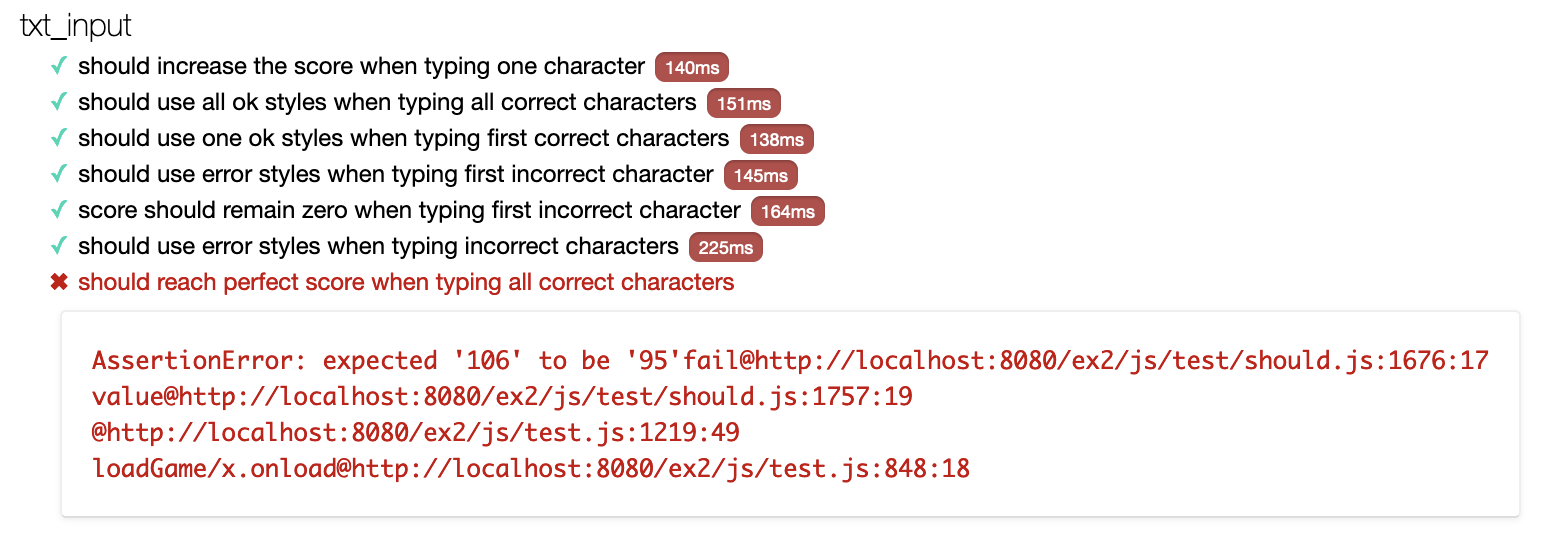 txt_input
✓ should increase the score when typing one character 140ms
✓ should use all ok styles when typing all correct characters 151ms
✓ should use one ok styles when typing first correct characters 138ms
✓ should use error styles when typing first incorrect character 145ms
✓ score should remain zero when typing first incorrect character 164ms
✓ should use error styles when typing incorrect characters 225ms
✖ should reach perfect score when typing all correct characters
AssertionError: expected '106' to be '95'fail@http://localhost:8080/ex2/js/test/should.js:1676:17
value@http://localhost:8080/ex2/js/test/should.js:1757:19
@http://localhost:8080/ex2/js/test.js:1219:49
loadGame/x.onload@http://localhost:8080/ex2/js/test.js:848:18